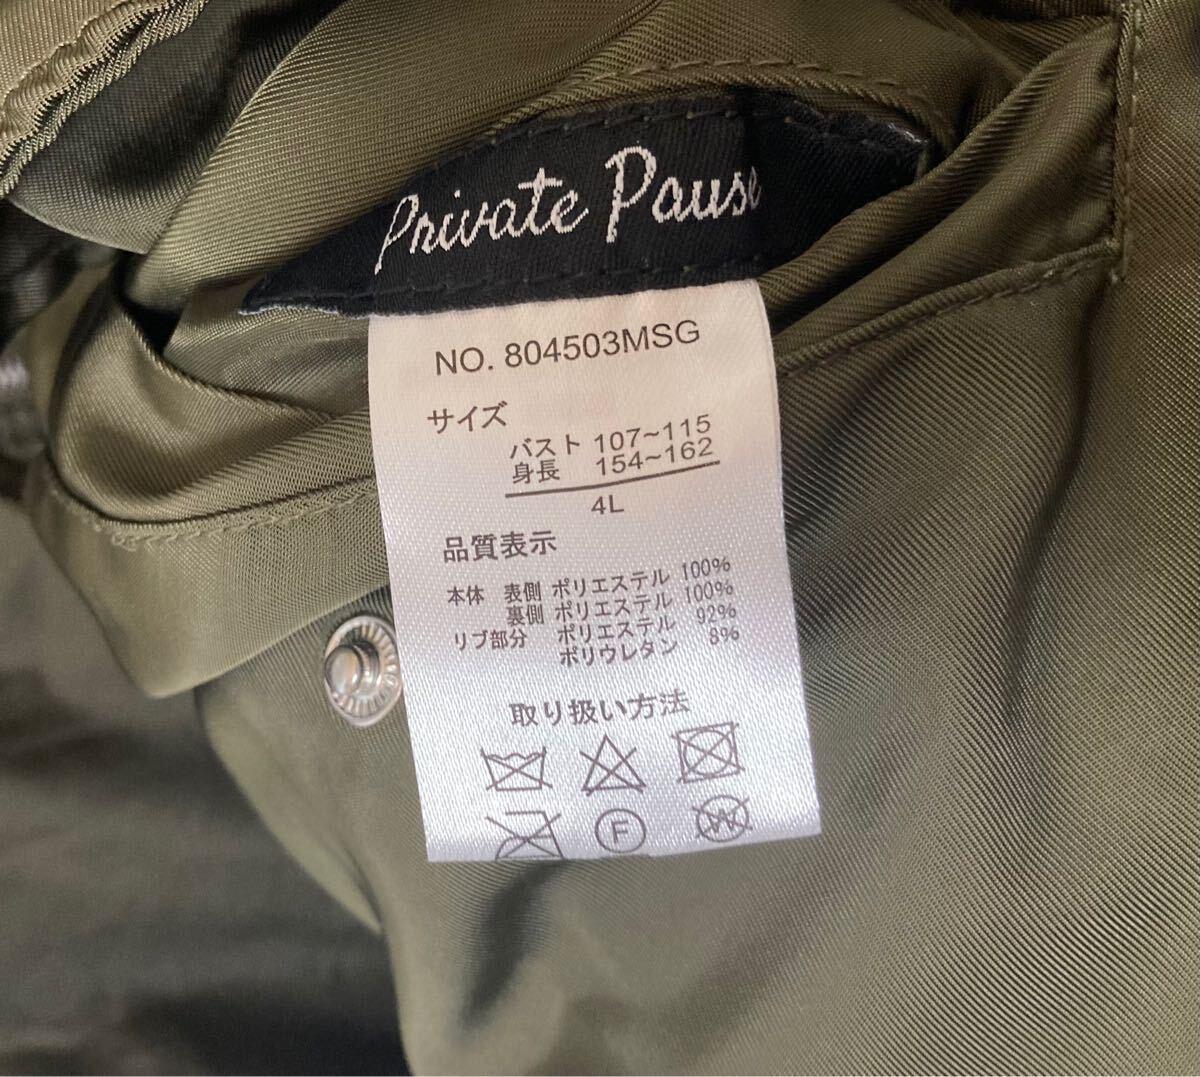 Private Pause
NO. 804503MSG
サイズ
バスト 107~115
身長 154~162
4L
品質表示
本体 表側 ポリエステル 100%
裏側 ポリエステル 100%
リブ部分 ポリエステル 92%
ポリウレタン 8%
取り扱い方法
F W